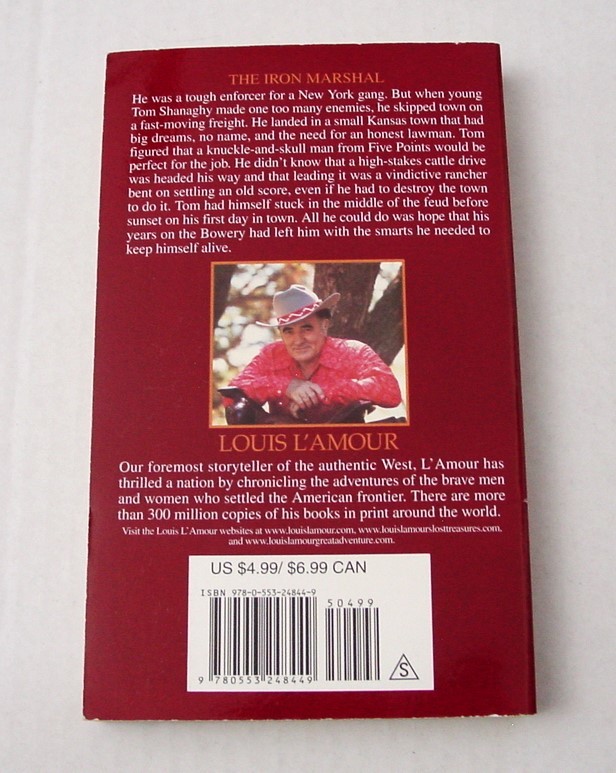 THE IRON MARSHAL
He was a tough enforcer for a New York gang. But when young
Tom Shanaghy made one too many enemies, he skipped town on
a fast-moving freight. He landed in a small Kansas town that had
big dreams, no name, and the need for an honest lawman. Tom
figured that a knuckle-and-skull man from Five Points would be
perfect for the job. He didn't know that a high-stakes cattle drive
was headed his way and that leading it was a vindictive rancher
bent on settling an old score, even if he had to destroy the town
to do it. Tom had himself stuck in the middle of the feud before
sunset on his first day in town. All he could do was hope that his
years on the Bowery had left him with the smarts he needed to
keep himself alive.
LOUIS L'AMOUR
Our foremost storyteller of the authentic West, L'Amour has
thrilled a nation by chronicling the adventures of the brave men
and women who settled the American frontier. There are more
than 300 million copies of his books in print around the world.
Visit the Louis L'Amour websites at www.louislamour.com, www.louislamourslosttreasures.com,
and www.louislamourgreatadventure.com.
US $4.99/ $6.99 CAN
ISBN 978-0-553-24844-9
50499
9 780553 248449
S